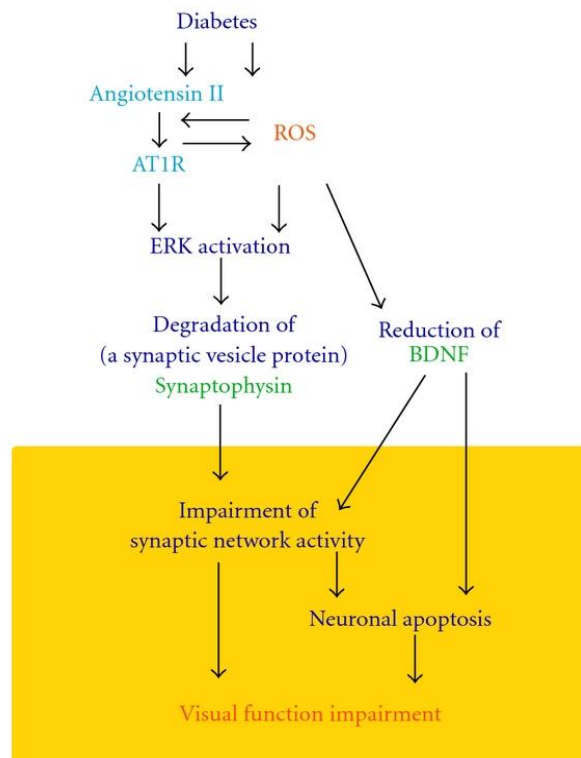 Diabetes
Angiotensin II
ROS
AT1R
ERK activation
Degradation of
(a synaptic vesicle protein)
Synaptophysin
Reduction of
BDNF
Impairment of
synaptic network activity
Neuronal apoptosis
Visual function impairment